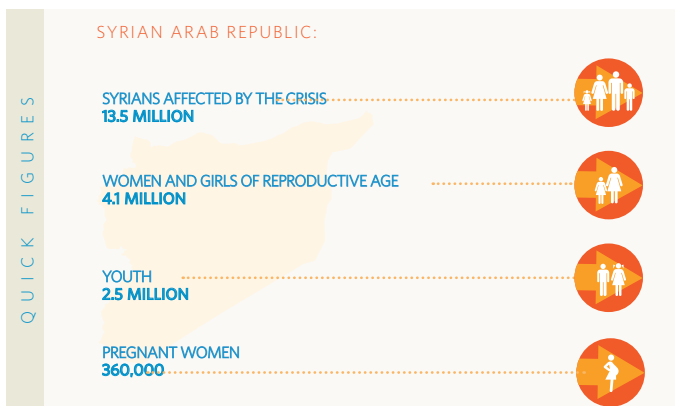 SYRIAN ARAB REPUBLIC:
QUICK FIGURES
SYRIANS AFFECTED BY THE CRISIS
13.5 MILLION
WOMEN AND GIRLS OF REPRODUCTIVE AGE
4.1 MILLION
YOUTH
2.5 MILLION
PREGNANT WOMEN
360,000